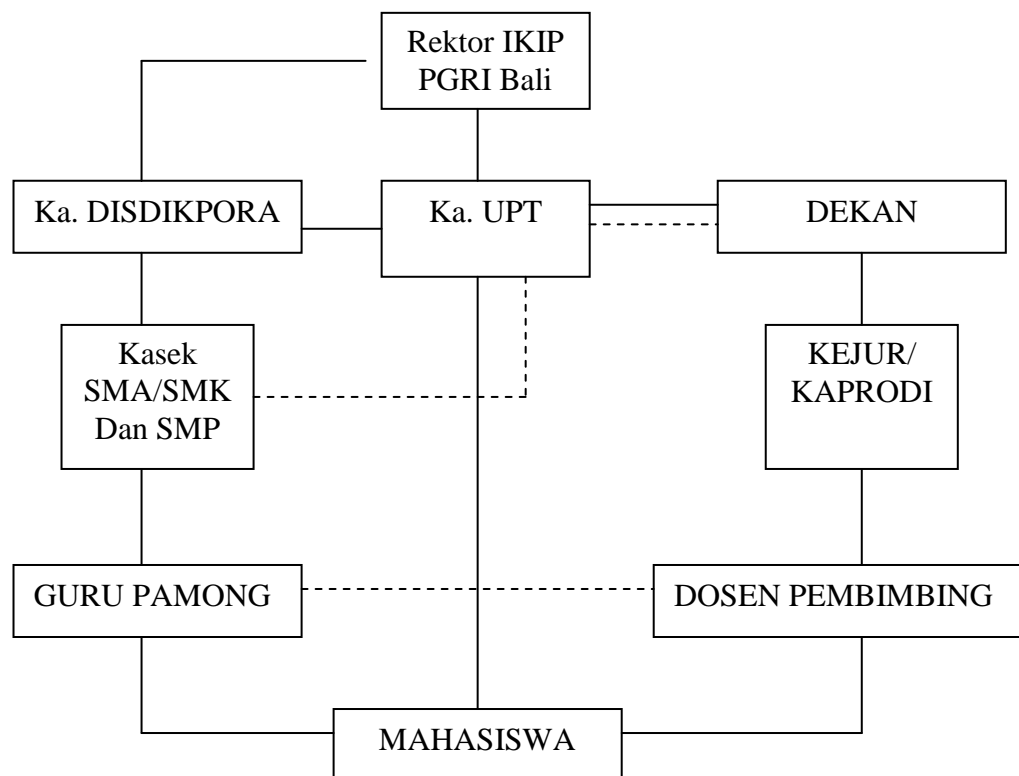 Rektor IKIP
PGRI Bali
Ka. DISDIKPORA
Ka. UPT
DEKAN
Kasek
SMA/SMK
Dan SMP
KEJUR/
KAPRODI
GURU PAMONG
DOSEN PEMBIMBING
MAHASISWA